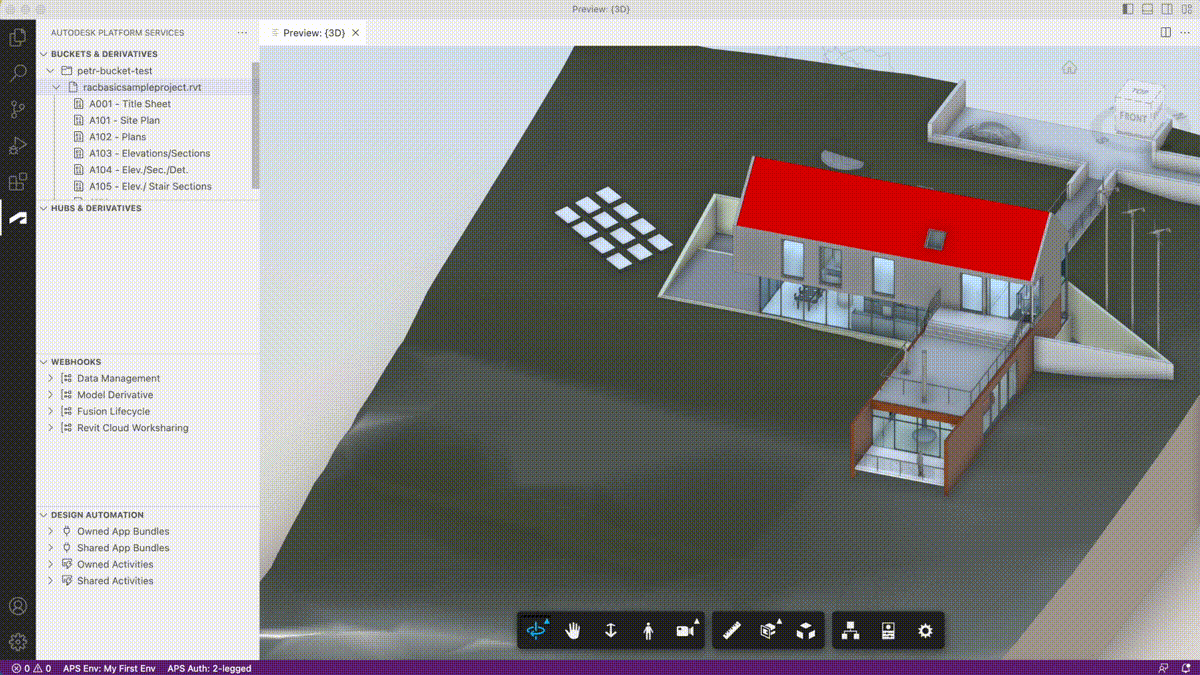 Preview: {3D}
AUTODESK PLATFORM SERVICES
Preview: {3D}
BUCKETS & DERIVATIVES
petr-bucket-test
racbasicsampleproject.rvt
A001 - Title Sheet
A101 - Site Plan
A102 - Plans
A103 - Elevations/Sections
A104 - Elev./Sec./Det.
A105 - Elev./ Stair Sections
HUBS & DERIVATIVES
WEBHOOKS
Data Management
Model Derivative
Fusion Lifecycle
Revit Cloud Worksharing
DESIGN AUTOMATION
Owned App Bundles
Shared App Bundles
Owned Activities
Shared Activities
TOP
FRONT
0 0 APS Env: My First Env APS Auth: 2-legged